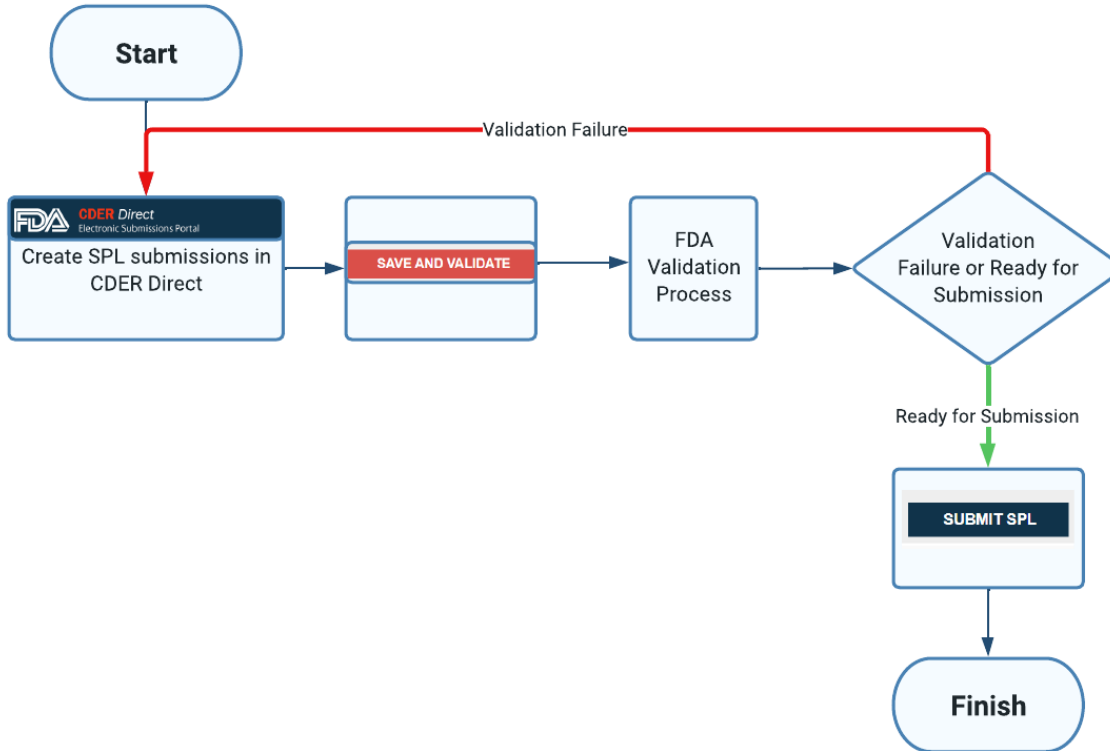 Start
Validation Failure
FDA
CDER Direct
Electronic Submissions Portal
Create SPL submissions in
CDER Direct
SAVE AND VALIDATE
FDA
Validation
Process
Validation
Failure or Ready for
Submission
Ready for Submission
SUBMIT SPL
Finish